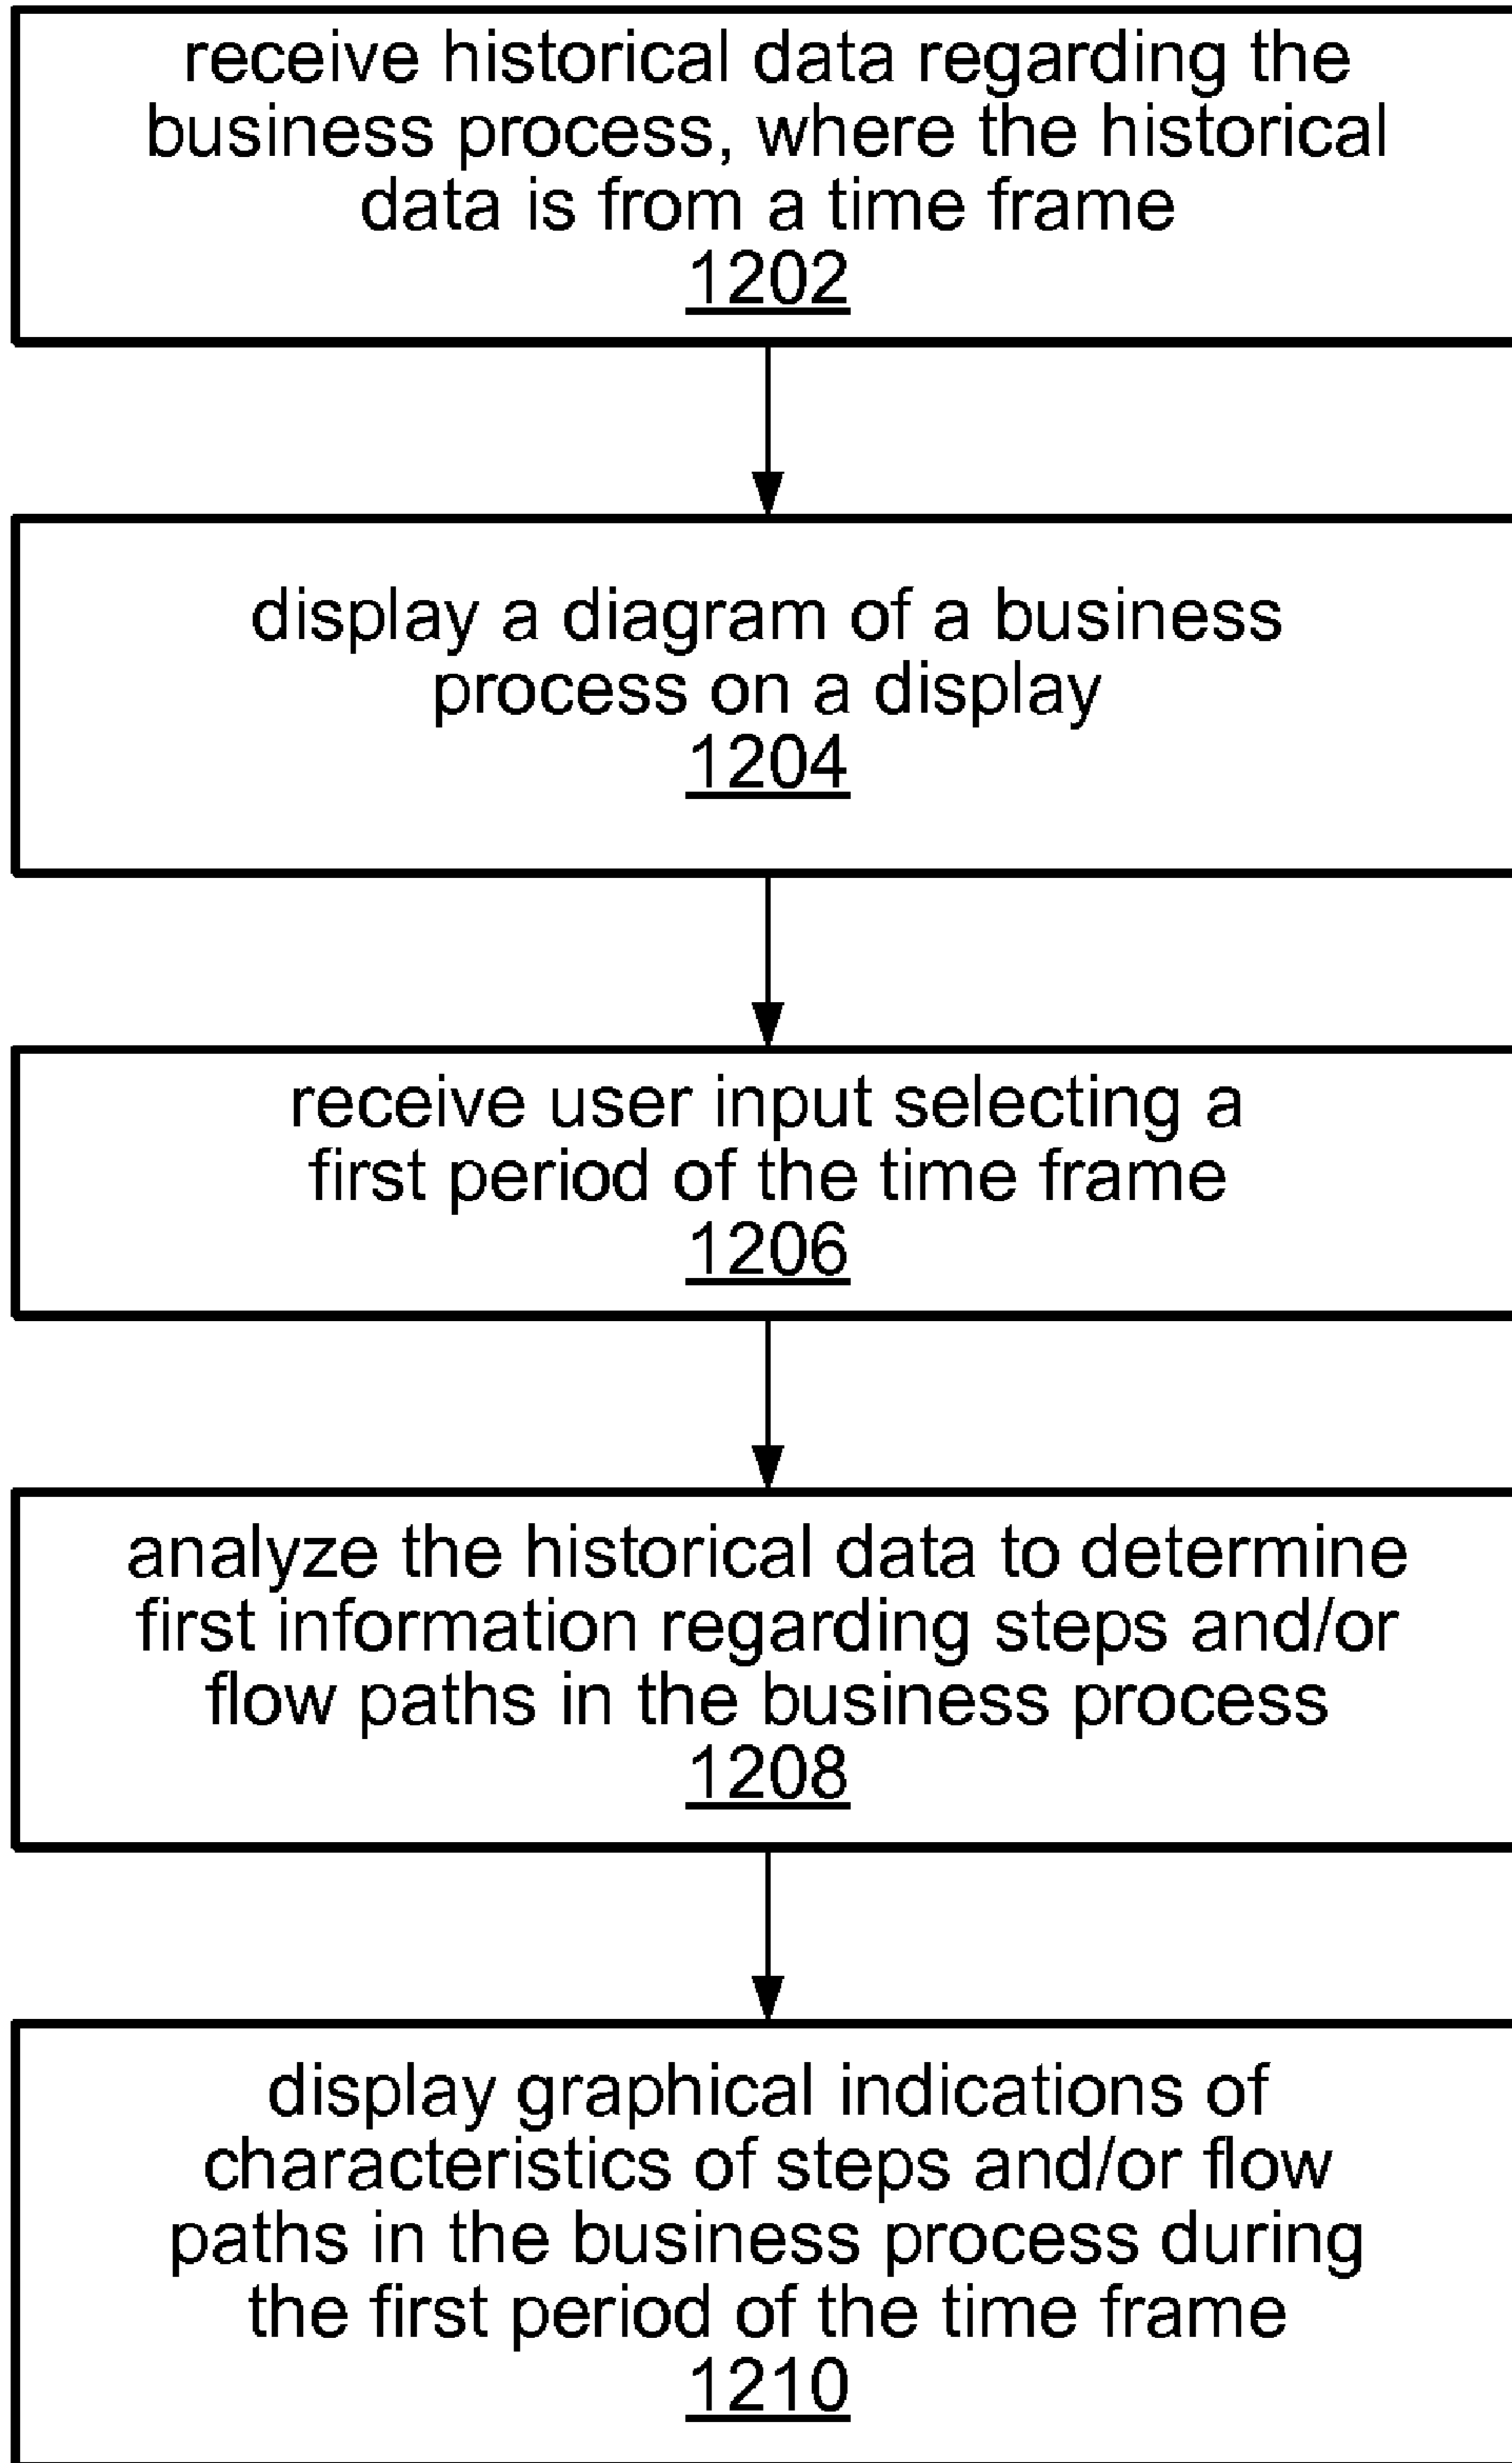 receive historical data regarding the
business process, where the historical
data is from a time frame
1202
display a diagram of a business
process on a display
1204
receive user input selecting a
first period of the time frame
1206
analyze the historical data to determine
first information regarding steps and/or
flow paths in the business process
1208
display graphical indications of
characteristics of steps and/or flow
paths in the business process during
the first period of the time frame
1210